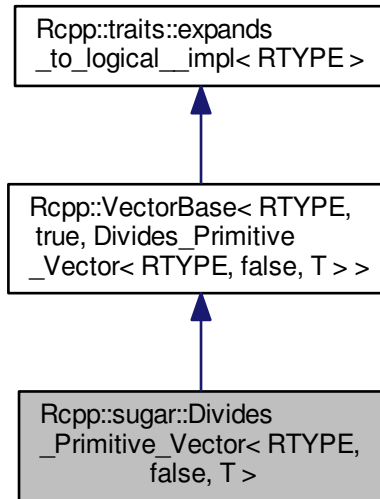 Rcpp::traits::expands
_to_logical__impl< RTYPE >
Rcpp::VectorBase< RTYPE,
true, Divides_Primitive
_Vector< RTYPE, false, T > >
Rcpp::sugar::Divides
_Primitive_Vector< RTYPE,
false, T >